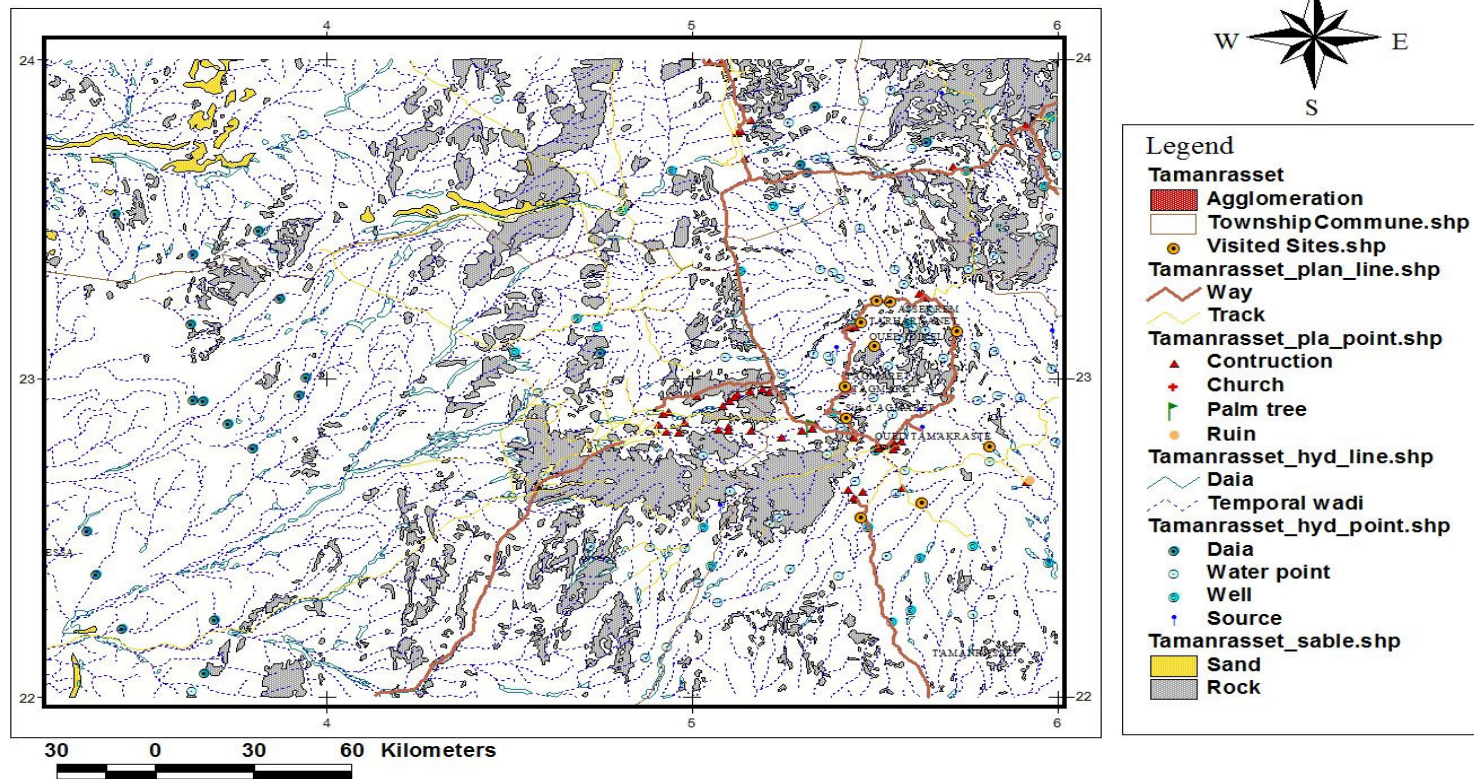 4 5 6
W E
S
24 24
23 23
22 22
4 5 6
ASSEKREM
TAMANRASSET
30 0 30 60 Kilometers
Legend
Tamanrasset
Agglomeration
TownshipCommune.shp
Visited Sites.shp
Tamanrasset_plan_line.shp
Way
Track
Tamanrasset_pla_point.shp
Contruction
Church
Palm tree
Ruin
Tamanrasset_hyd_line.shp
Daia
Temporal wadi
Tamanrasset_hyd_point.shp
Daia
Water point
Well
Source
Tamanrasset_sable.shp
Sand
Rock